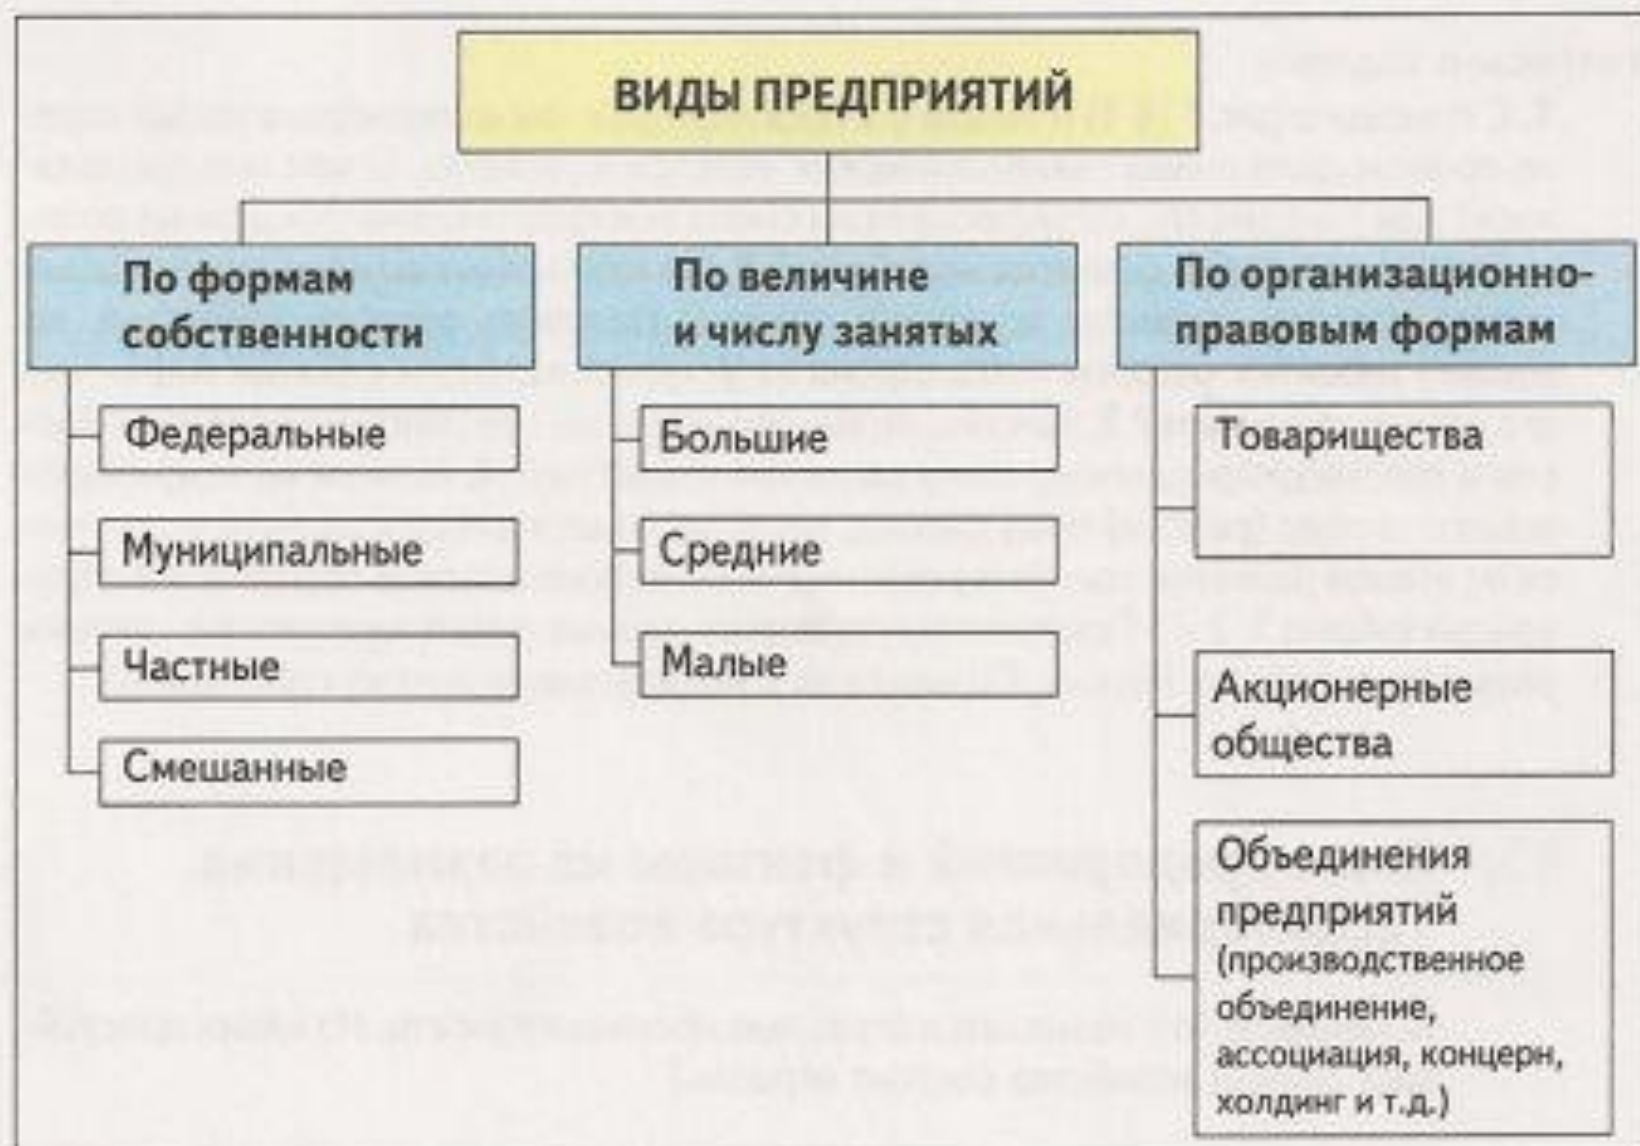 ВИДЫ ПРЕДПРИЯТИЙ
По формам
собственности
Федеральные
Муниципальные
Частные
Смешанные
По величине
и числу занятых
Большие
Средние
Малые
По организационно-
правовым формам
Товарищества
Акционерные
общества
Объединения
предприятий
(производственное
объединение,
ассоциация, концерн,
холдинг и т.д.)